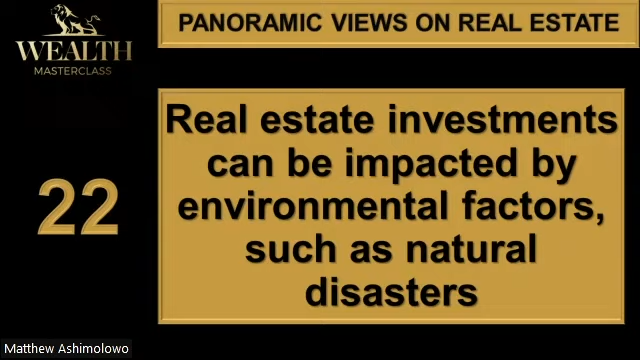 WEALTH
MASTERCLASS
PANORAMIC VIEWS ON REAL ESTATE
22
Real estate investments
can be impacted by
environmental factors,
such as natural
disasters
Matthew Ashimolowo